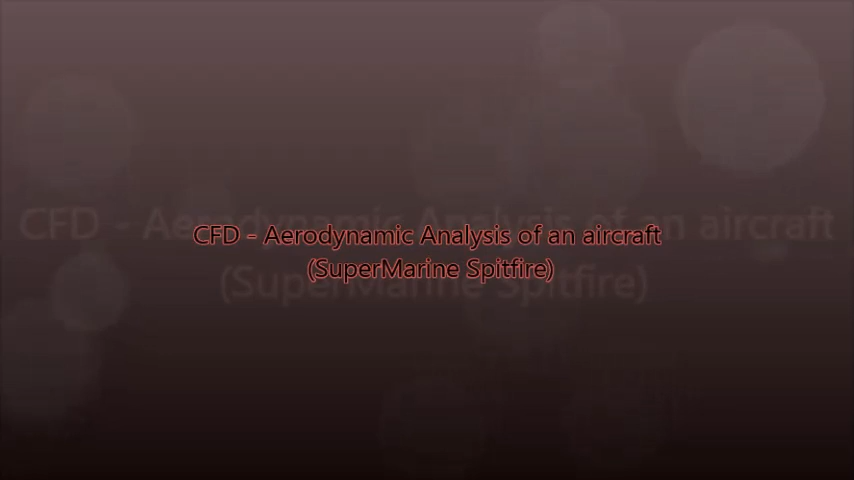 CFD - Aerodynamic Analysis of an aircraft
(SuperMarine Spitfire)